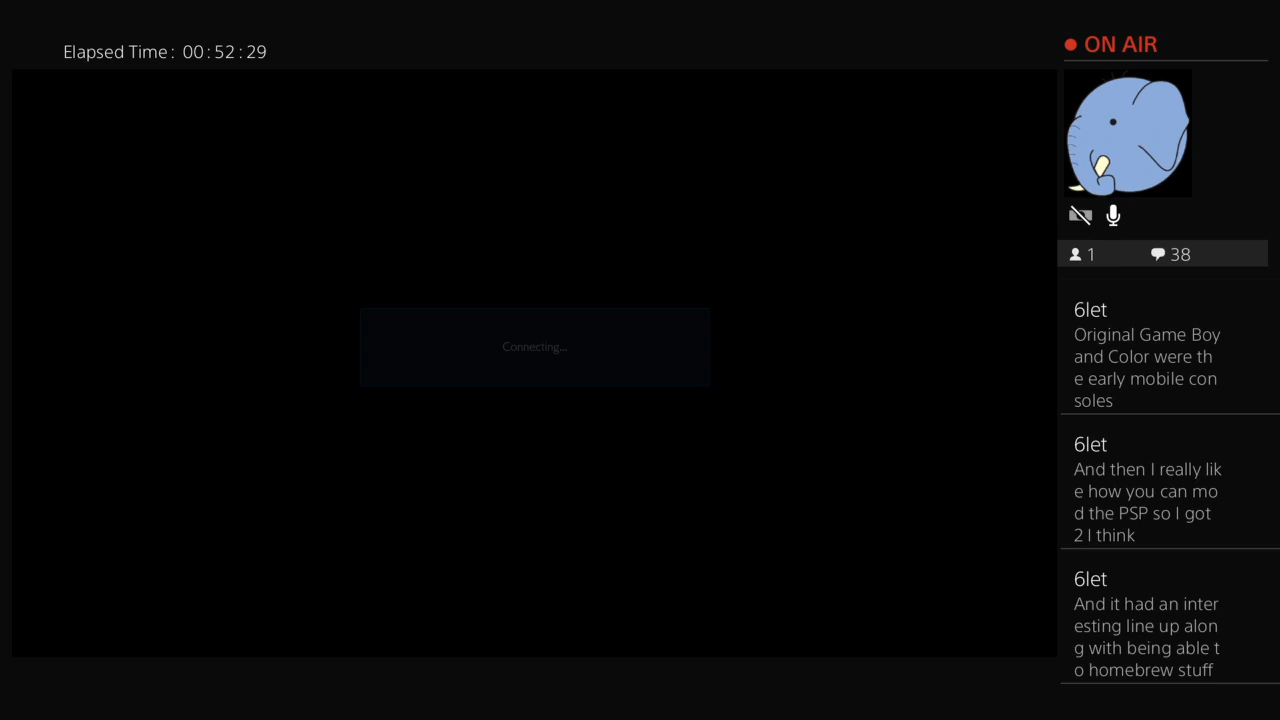 Elapsed Time: 00:52:29
ON AIR
1 38
6let
Original Game Boy
and Color were th
e early mobile con
soles
6let
And then I really lik
e how you can mo
d the PSP so I got
2 I think
6let
And it had an inter
esting line up alon
g with being able t
o homebrew stuff
Connecting...